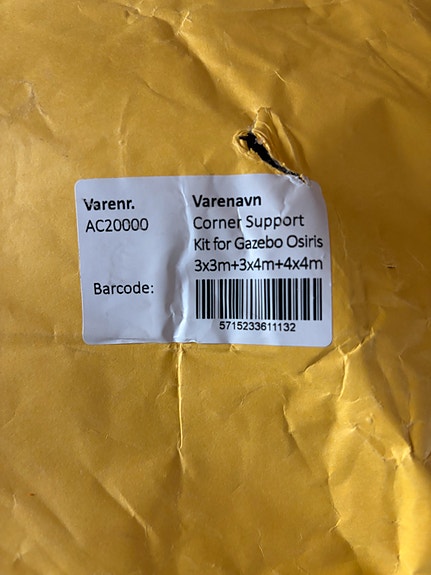 Varenr.
AC20000
Varenavn
Corner Support
Kit for Gazebo Osiris
3x3m+3x4m+4x4m
Barcode:
5715233611132